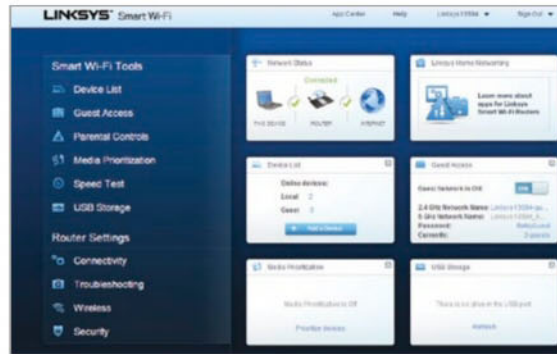 LINKSYS Smart Wi-Fi
App Center Help Sign Out
Smart Wi-Fi Tools
Device List
Guest Access
Parental Controls
Media Prioritization
Speed Test
USB Storage
Router Settings
Connectivity
Troubleshooting
Wireless
Security
Network Status
Connected
THIS DEVICE ROUTER INTERNET
Linksys Home Networking
Learn more about
apps for Linksys
Smart Wi-Fi Routers
Device List
Online devices:
Local 2
Guest
Add a Device
Guest Access
Guest Network is ON
2.4 GHz Network Name:
5 GHz Network Name:
Password:
Currently:
Media Prioritization
Media Prioritization is Off
Prioritize devices
USB Storage
There is no drive in the USB port
Refresh